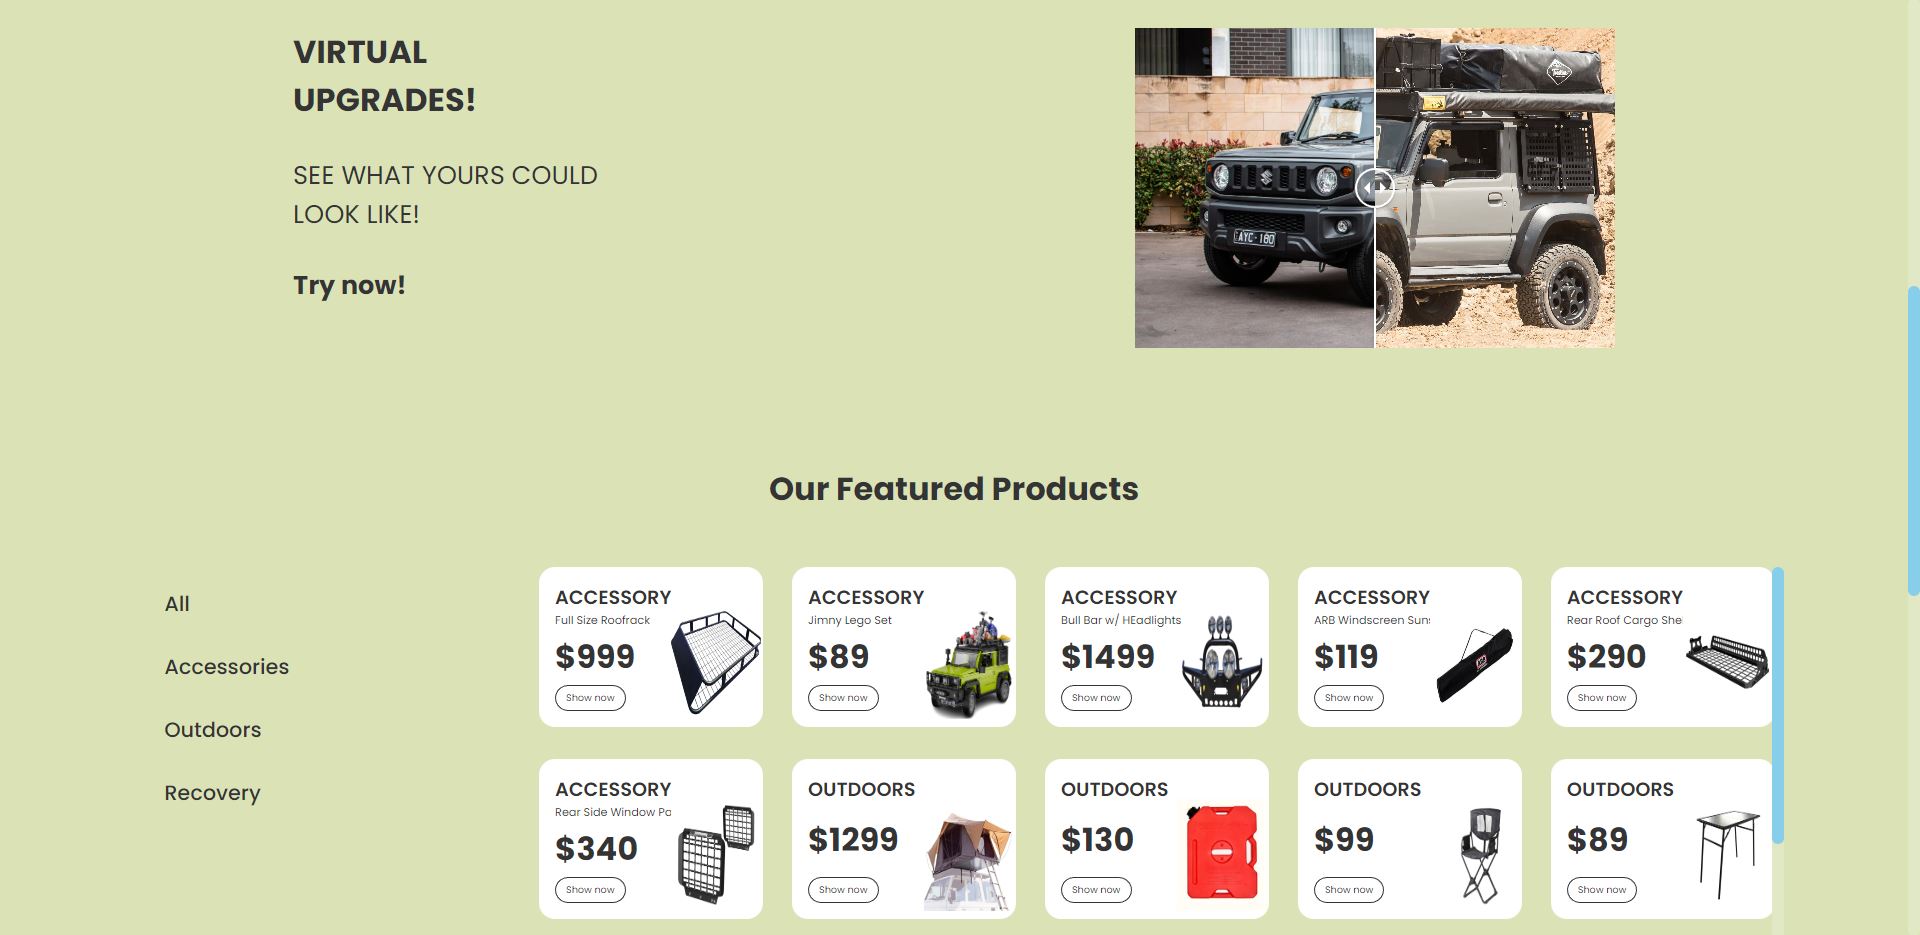 VIRTUAL
UPGRADES!
SEE WHAT YOURS COULD
LOOK LIKE!
Try now!
AYC·180
Our Featured Products
All
Accessories
Outdoors
Recovery
ACCESSORY
Full Size Roofrack
$999
Show now
ACCESSORY
Jimny Lego Set
$89
Show now
ACCESSORY
Bull Bar w/ HEadlights
$1499
Show now
ACCESSORY
ARB Windscreen Suns
$119
Show now
ACCESSORY
Rear Roof Cargo She
$290
Show now
ACCESSORY
Rear Side Window Pa
$340
Show now
OUTDOORS
$1299
Show now
OUTDOORS
$130
Show now
OUTDOORS
$99
Show now
OUTDOORS
$89
Show now